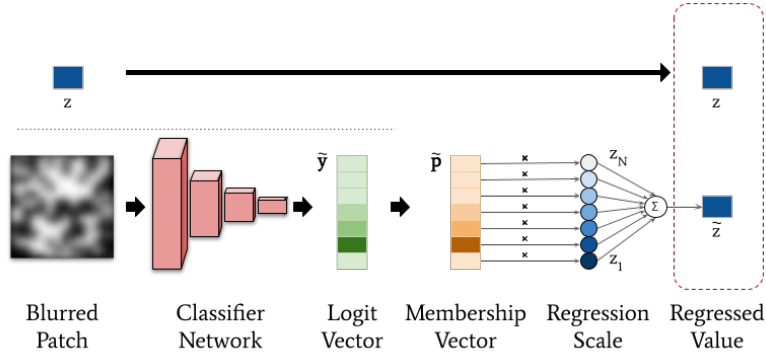 z
z
ỹ
p̃
× 
×
×
×
×
×
×
z_N
Σ
z_1
z̃
Blurred Patch
Classifier Network
Logit Vector
Membership Vector
Regression Scale
Regressed Value